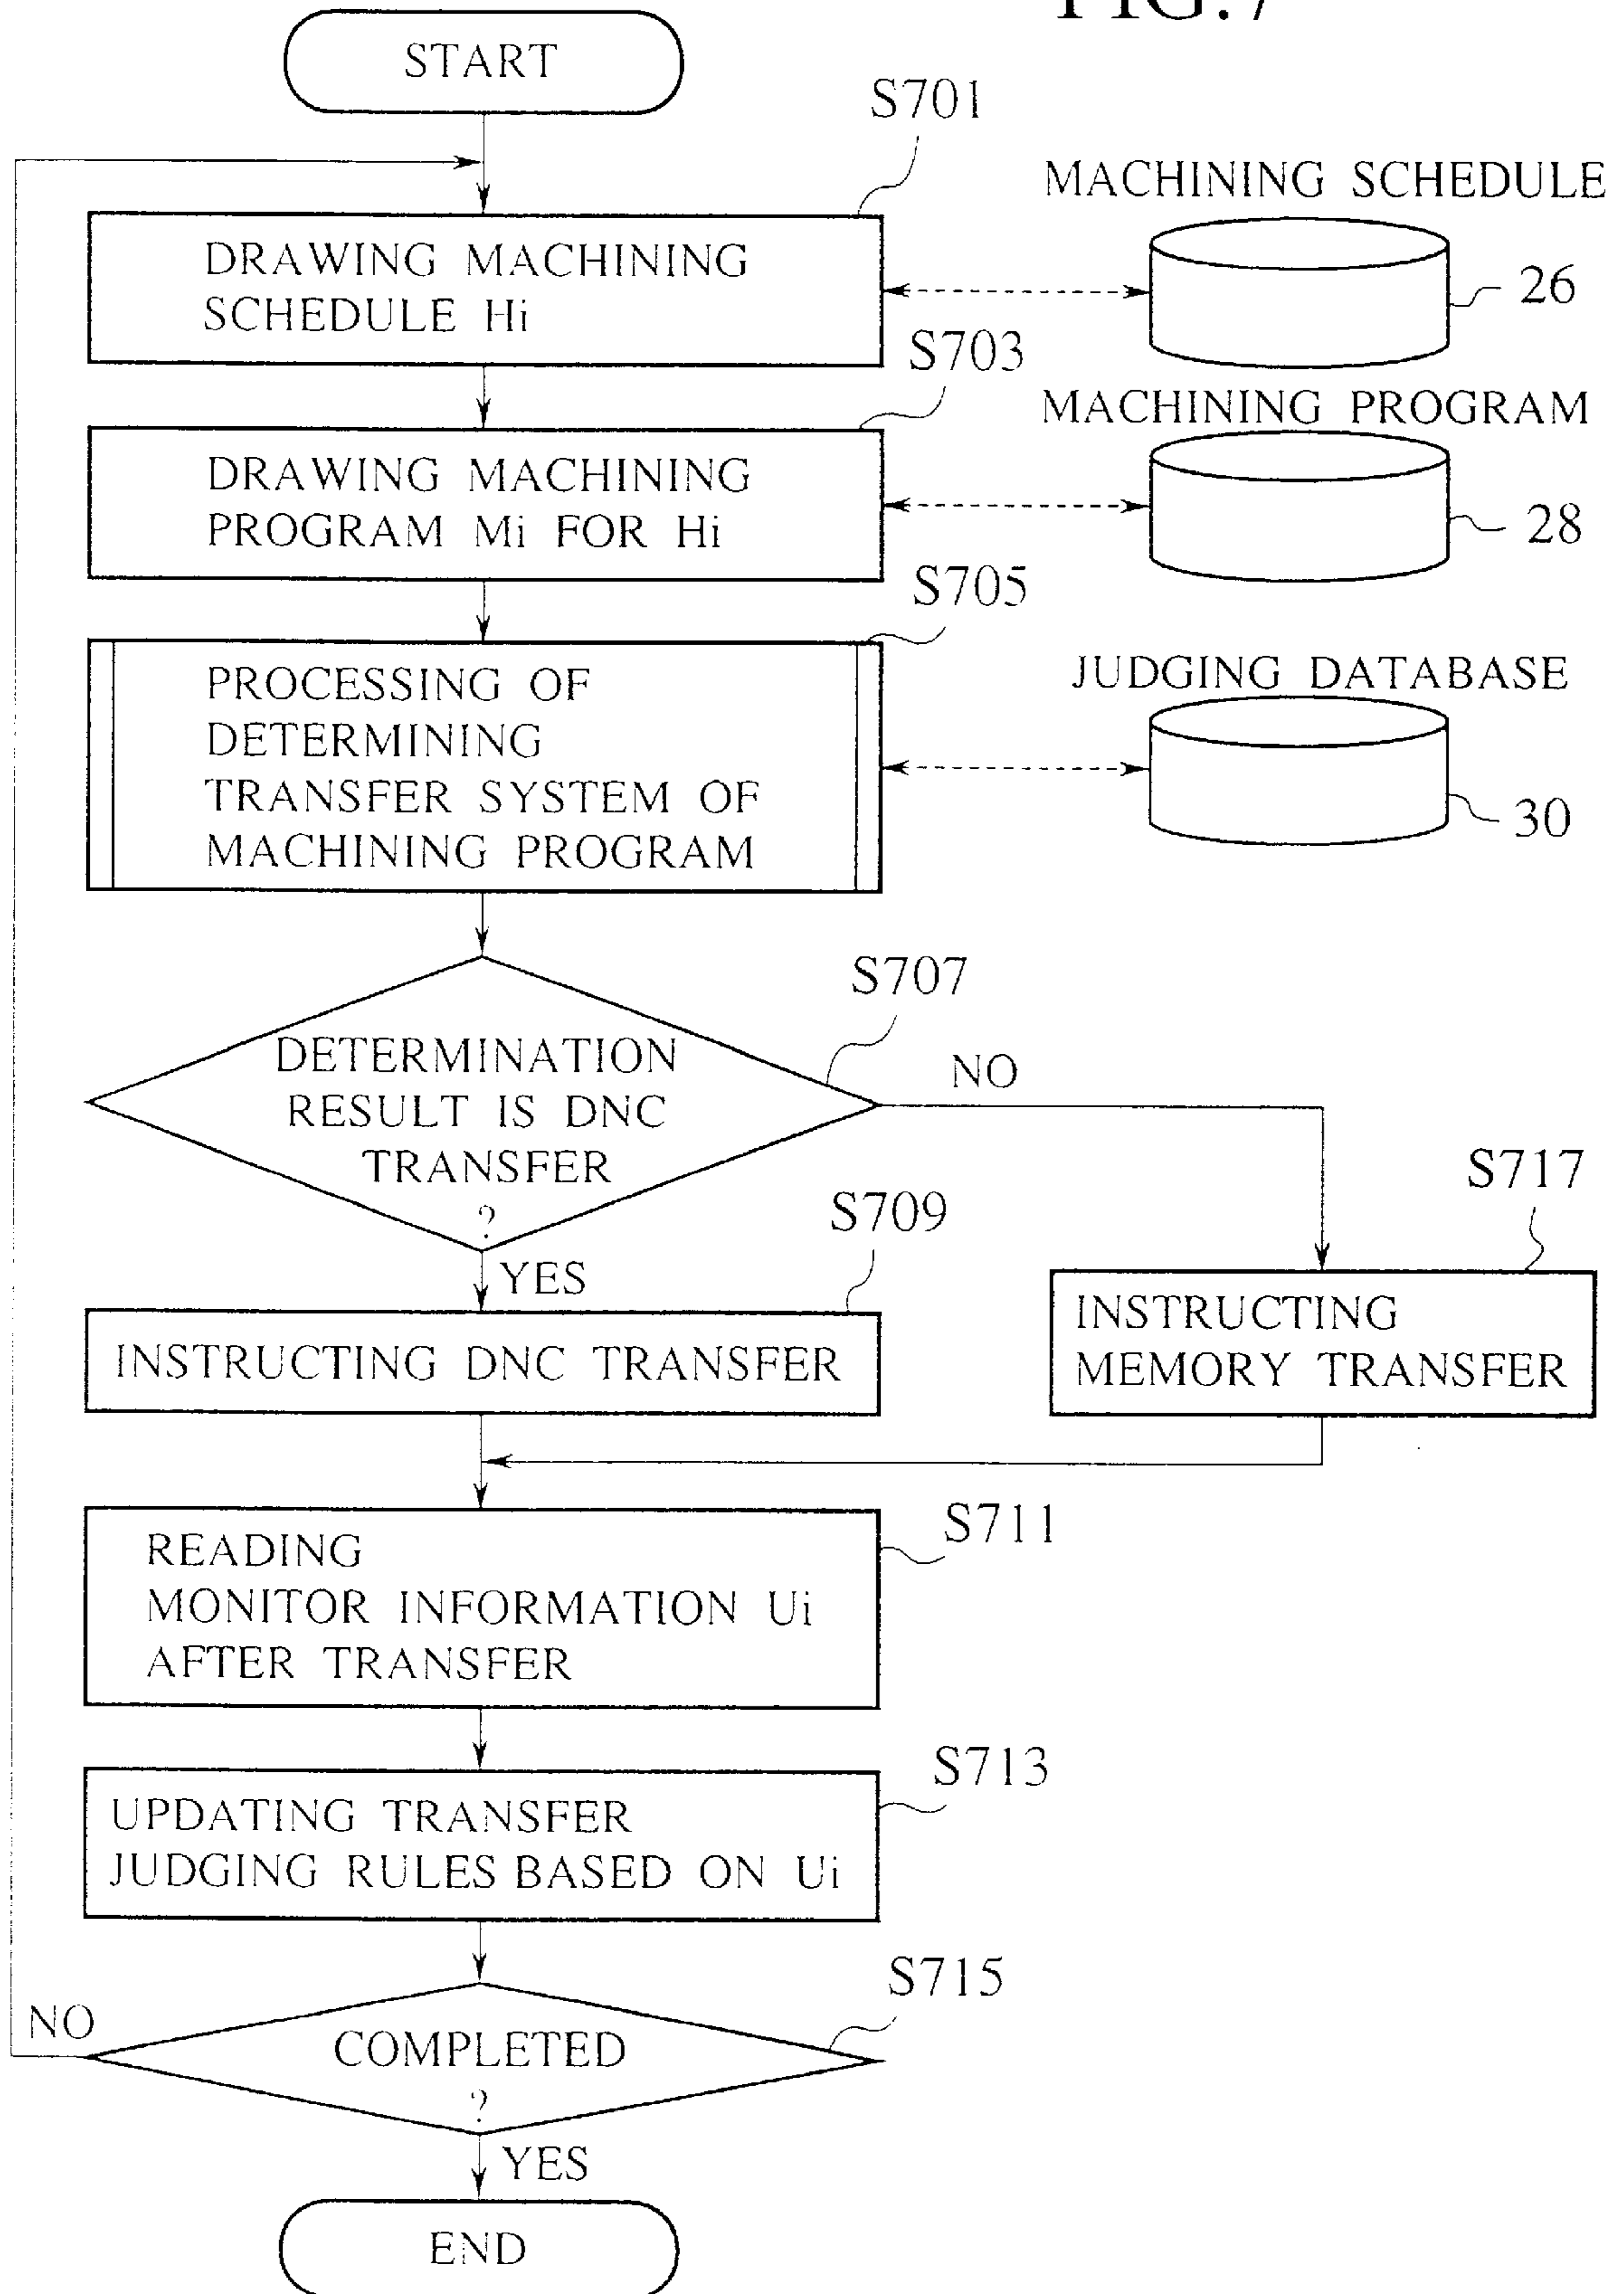 FIG. 7
START
S701
MACHINING SCHEDULE
DRAWING MACHINING
SCHEDULE Hi
26
S703
MACHINING PROGRAM
DRAWING MACHINING
PROGRAM Mi FOR Hi
28
S705
JUDGING DATABASE
PROCESSING OF
DETERMINING
TRANSFER SYSTEM OF
MACHINING PROGRAM
30
S707
DETERMINATION
RESULT IS DNC
TRANSFER
?
NO
YES
S709
S717
INSTRUCTING DNC TRANSFER
INSTRUCTING
MEMORY TRANSFER
S711
READING
MONITOR INFORMATION Ui
AFTER TRANSFER
S713
UPDATING TRANSFER
JUDGING RULES BASED ON Ui
S715
NO
COMPLETED
?
YES
END